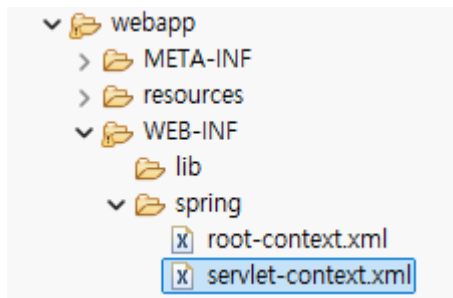 webapp
META-INF
resources
WEB-INF
lib
spring
root-context.xml
servlet-context.xml